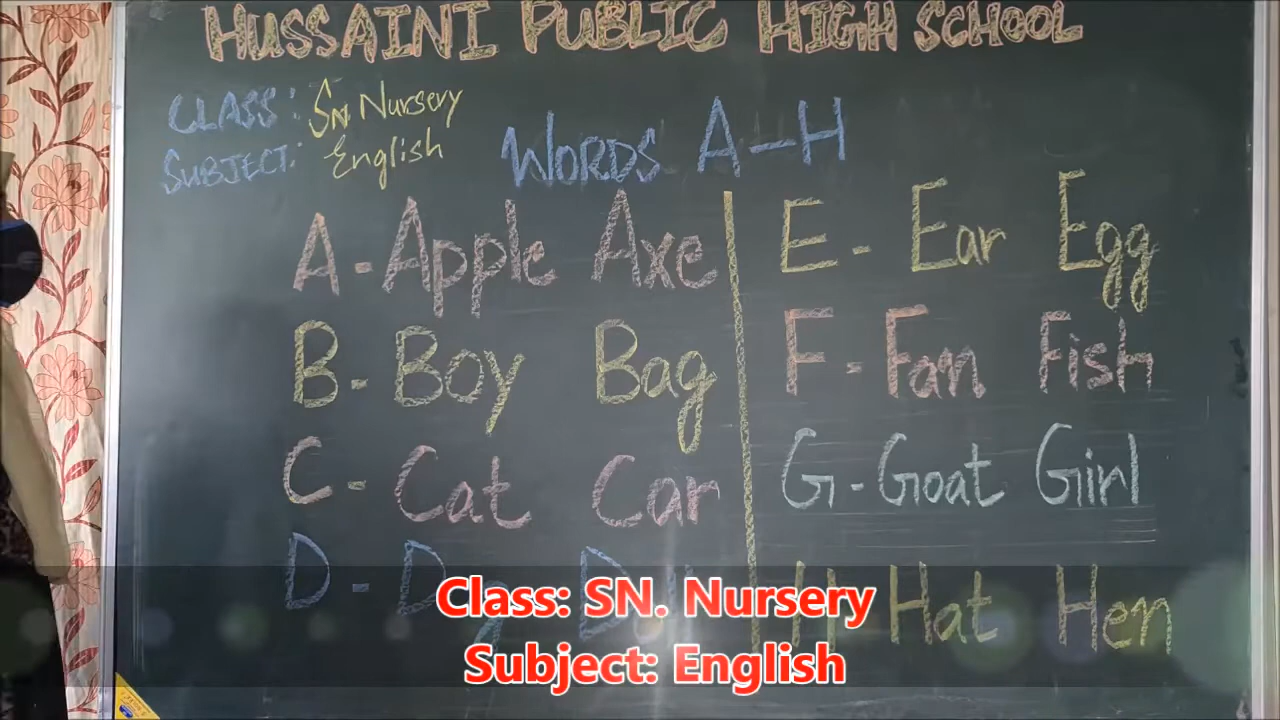 HUSSAINI PUBLIC HIGH SCHOOL
CLASS: SN. Nursery
SUBJECT: English
WORDS A-H
A - Apple Axe
B - Boy Bag
C - Cat Car
D -
E - Ear Egg
F - Fan Fish
G - Goat Girl
H Hat Hen
Class: SN. Nursery
Subject: English